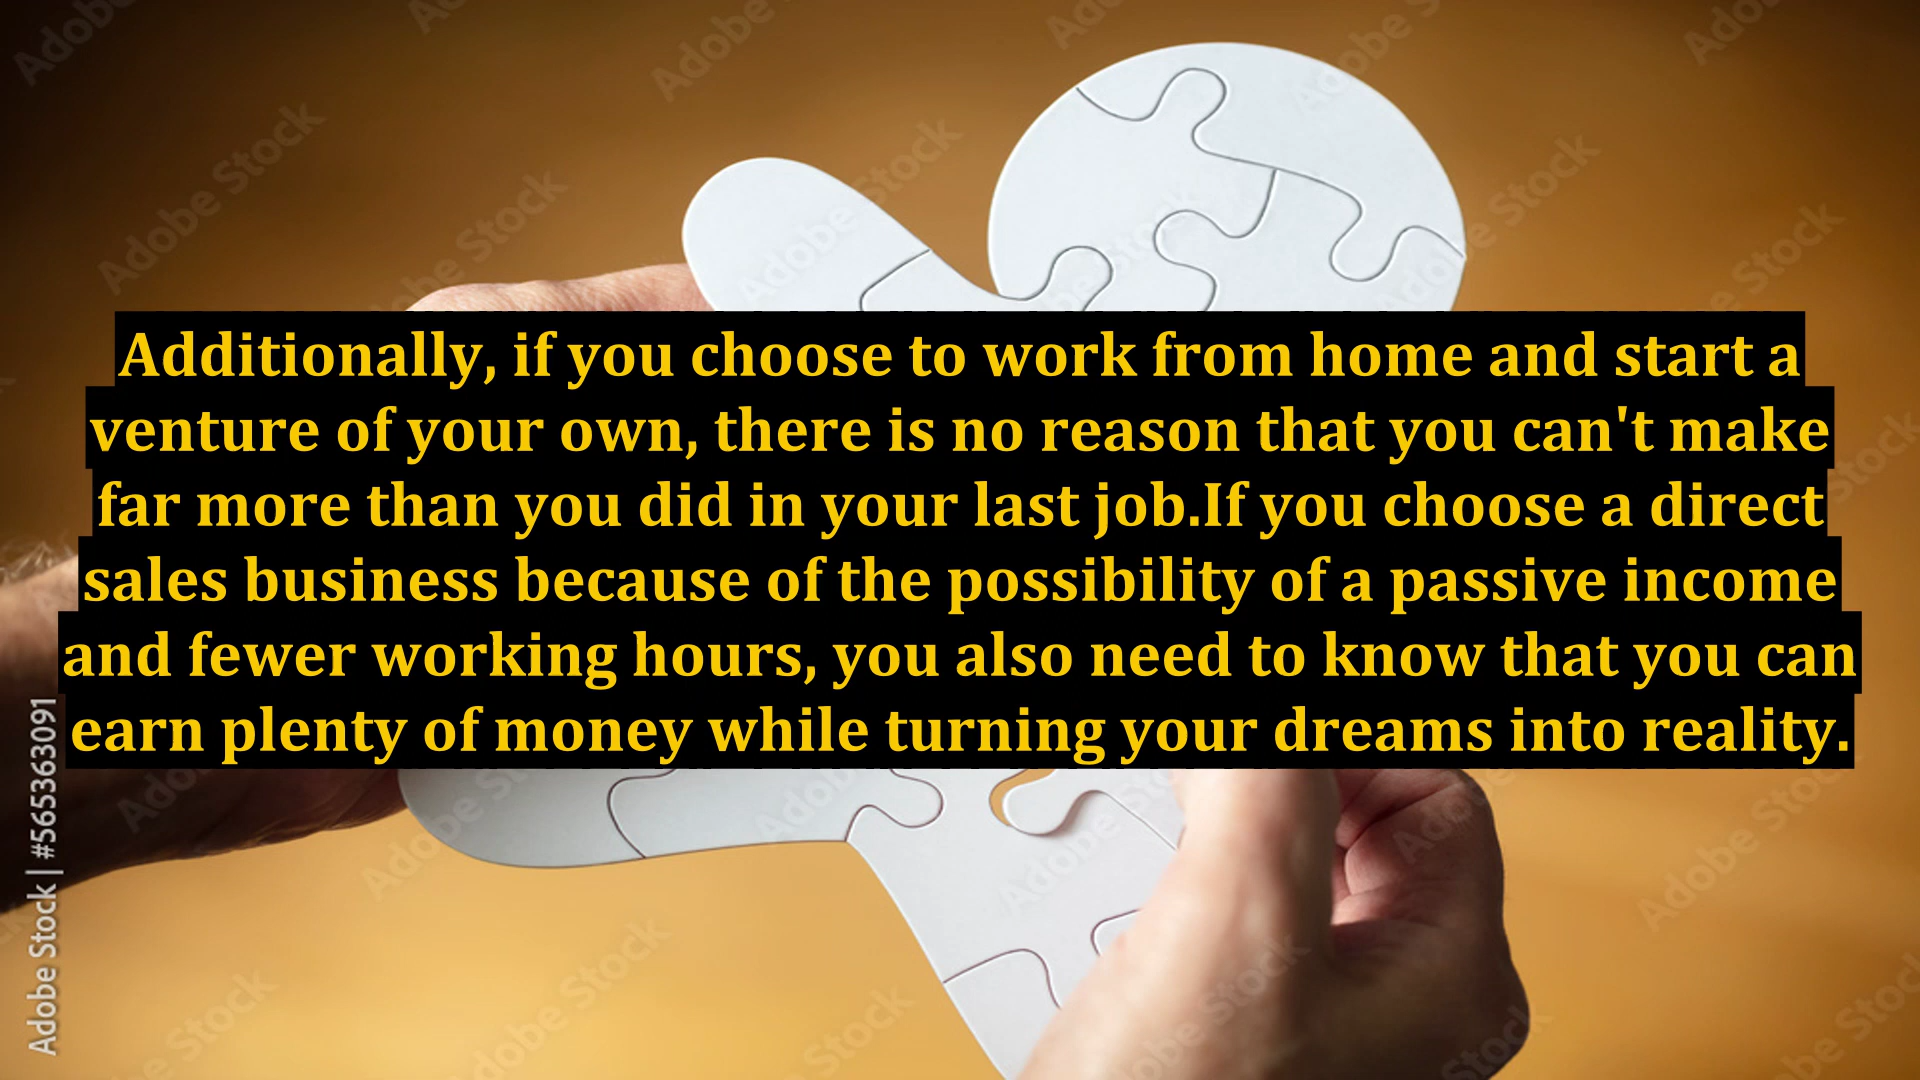 Additionally, if you choose to work from home and start a
venture of your own, there is no reason that you can't make
far more than you did in your last job.If you choose a direct
sales business because of the possibility of a passive income
and fewer working hours, you also need to know that you can
earn plenty of money while turning your dreams into reality.
Adobe Stock | #565363091
Adobe Stock